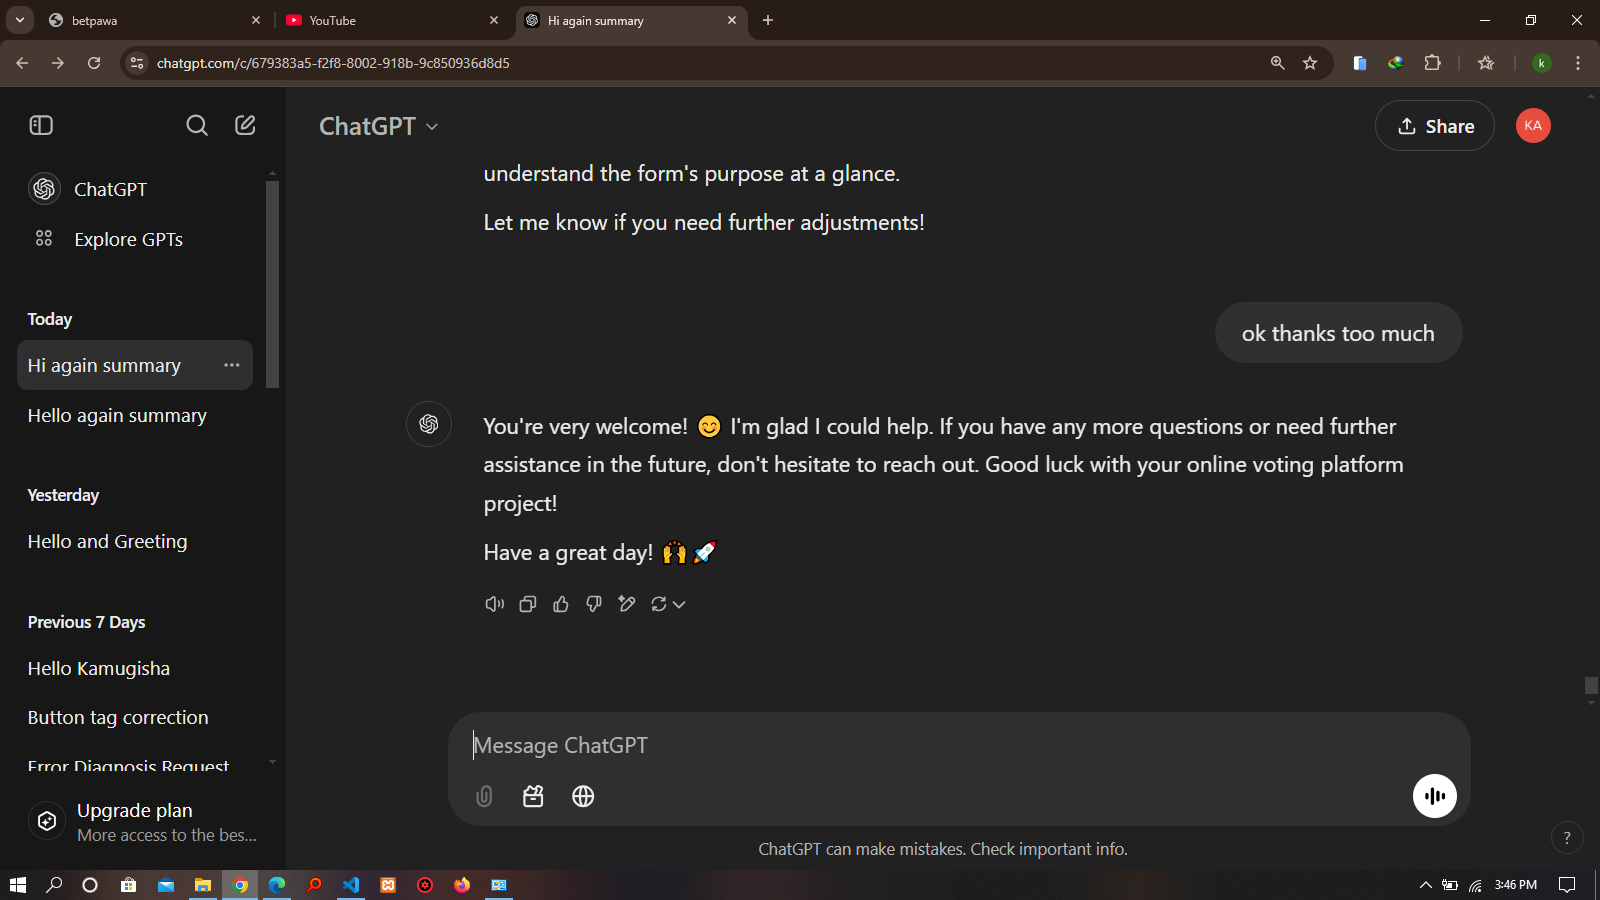 betpawa
YouTube
Hi again summary
chatgpt.com/c/679383a5-f2f8-8002-918b-9c850936d8d5
k
ChatGPT
Share
KA
ChatGPT
Explore GPTs
Today
Hi again summary
Hello again summary
Yesterday
Hello and Greeting
Previous 7 Days
Hello Kamugisha
Button tag correction
Error Diagnosis Request
Upgrade plan
More access to the bes...
understand the form's purpose at a glance.
Let me know if you need further adjustments!
ok thanks too much
You're very welcome! 😊 I'm glad I could help. If you have any more questions or need further
assistance in the future, don't hesitate to reach out. Good luck with your online voting platform
project!
Have a great day! 🙌 🚀
Message ChatGPT
ChatGPT can make mistakes. Check important info.
?
3:46 PM